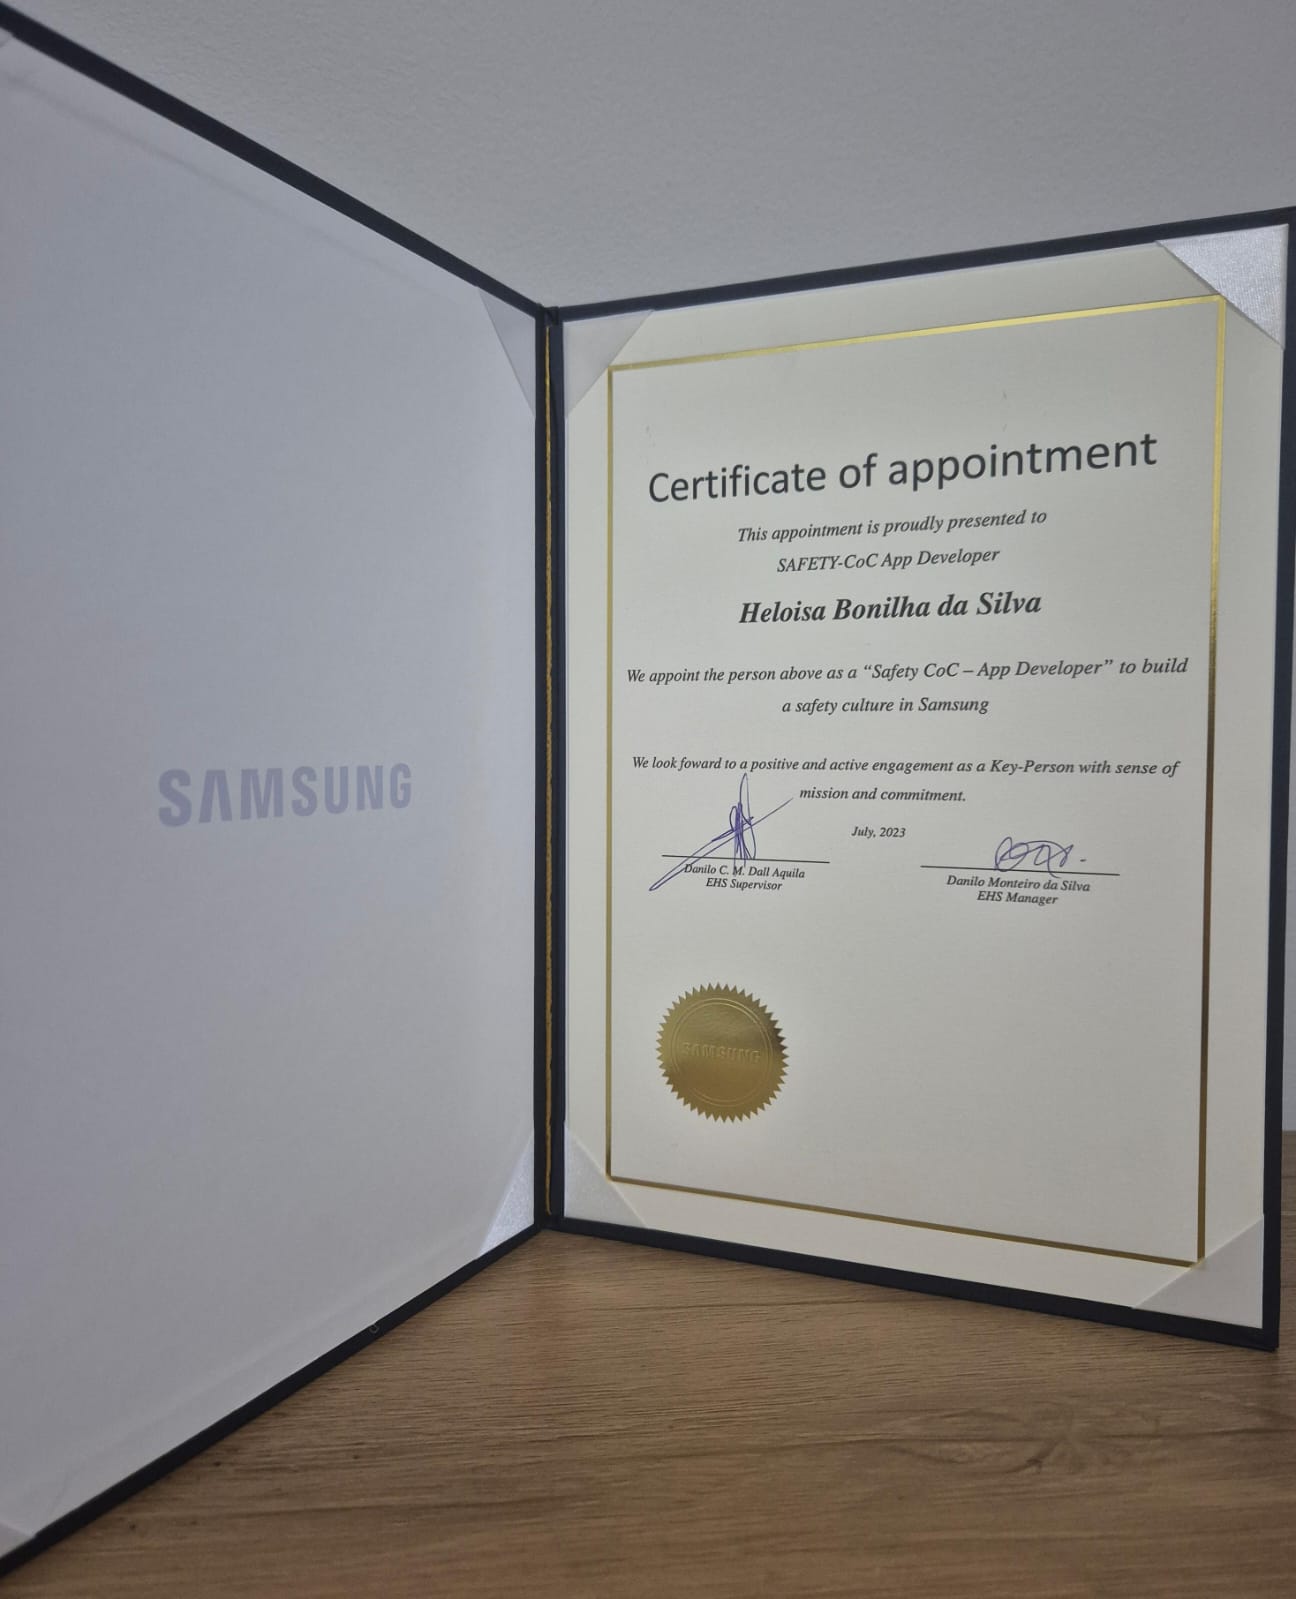 SAMSUNG
Certificate of appointment
This appointment is proudly presented to
SAFETY-CoC App Developer
Heloisa Bonilha da Silva
We appoint the person above as a “Safety CoC – App Developer” to build
a safety culture in Samsung
We look foward to a positive and active engagement as a Key-Person with sense of
mission and commitment.
July, 2023
Danilo C. M. Dall Aquila
EHS Supervisor
Danilo Monteiro da Silva
EHS Manager
SAMSUNG